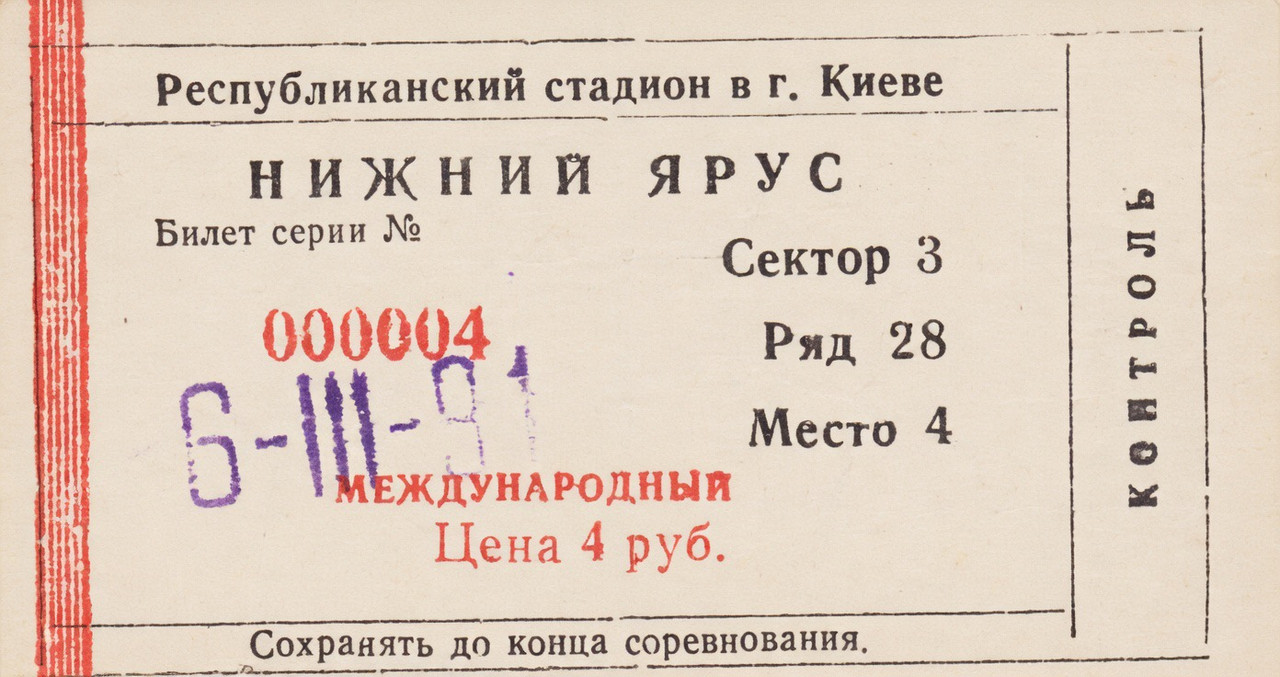 Республиканский стадион в г. Киеве
НИЖНИЙ ЯРУС
Билет серии №
Сектор 3
000004
Ряд 28
6-III-91
Место 4
МЕЖДУНАРОДНЫЙ
Цена 4 руб.
Сохранять до конца соревнования.
КОНТРОЛЬ